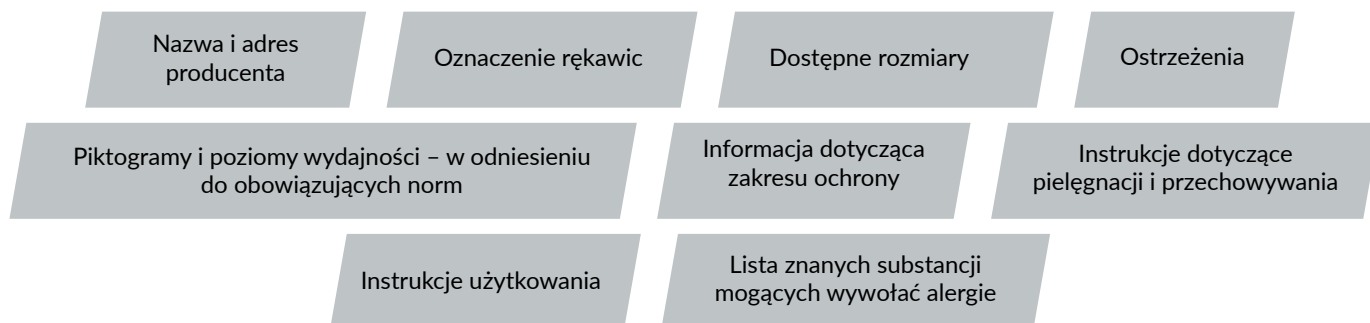 Nazwa i adres
producenta
Oznaczenie rękawic
Dostępne rozmiary
Ostrzeżenia
Piktogramy i poziomy wydajności – w odniesieniu
do obowiązujących norm
Informacja dotycząca
zakresu ochrony
Instrukcje dotyczące
pielęgnacji i przechowywania
Instrukcje użytkowania
Lista znanych substancji
mogących wywołać alergie